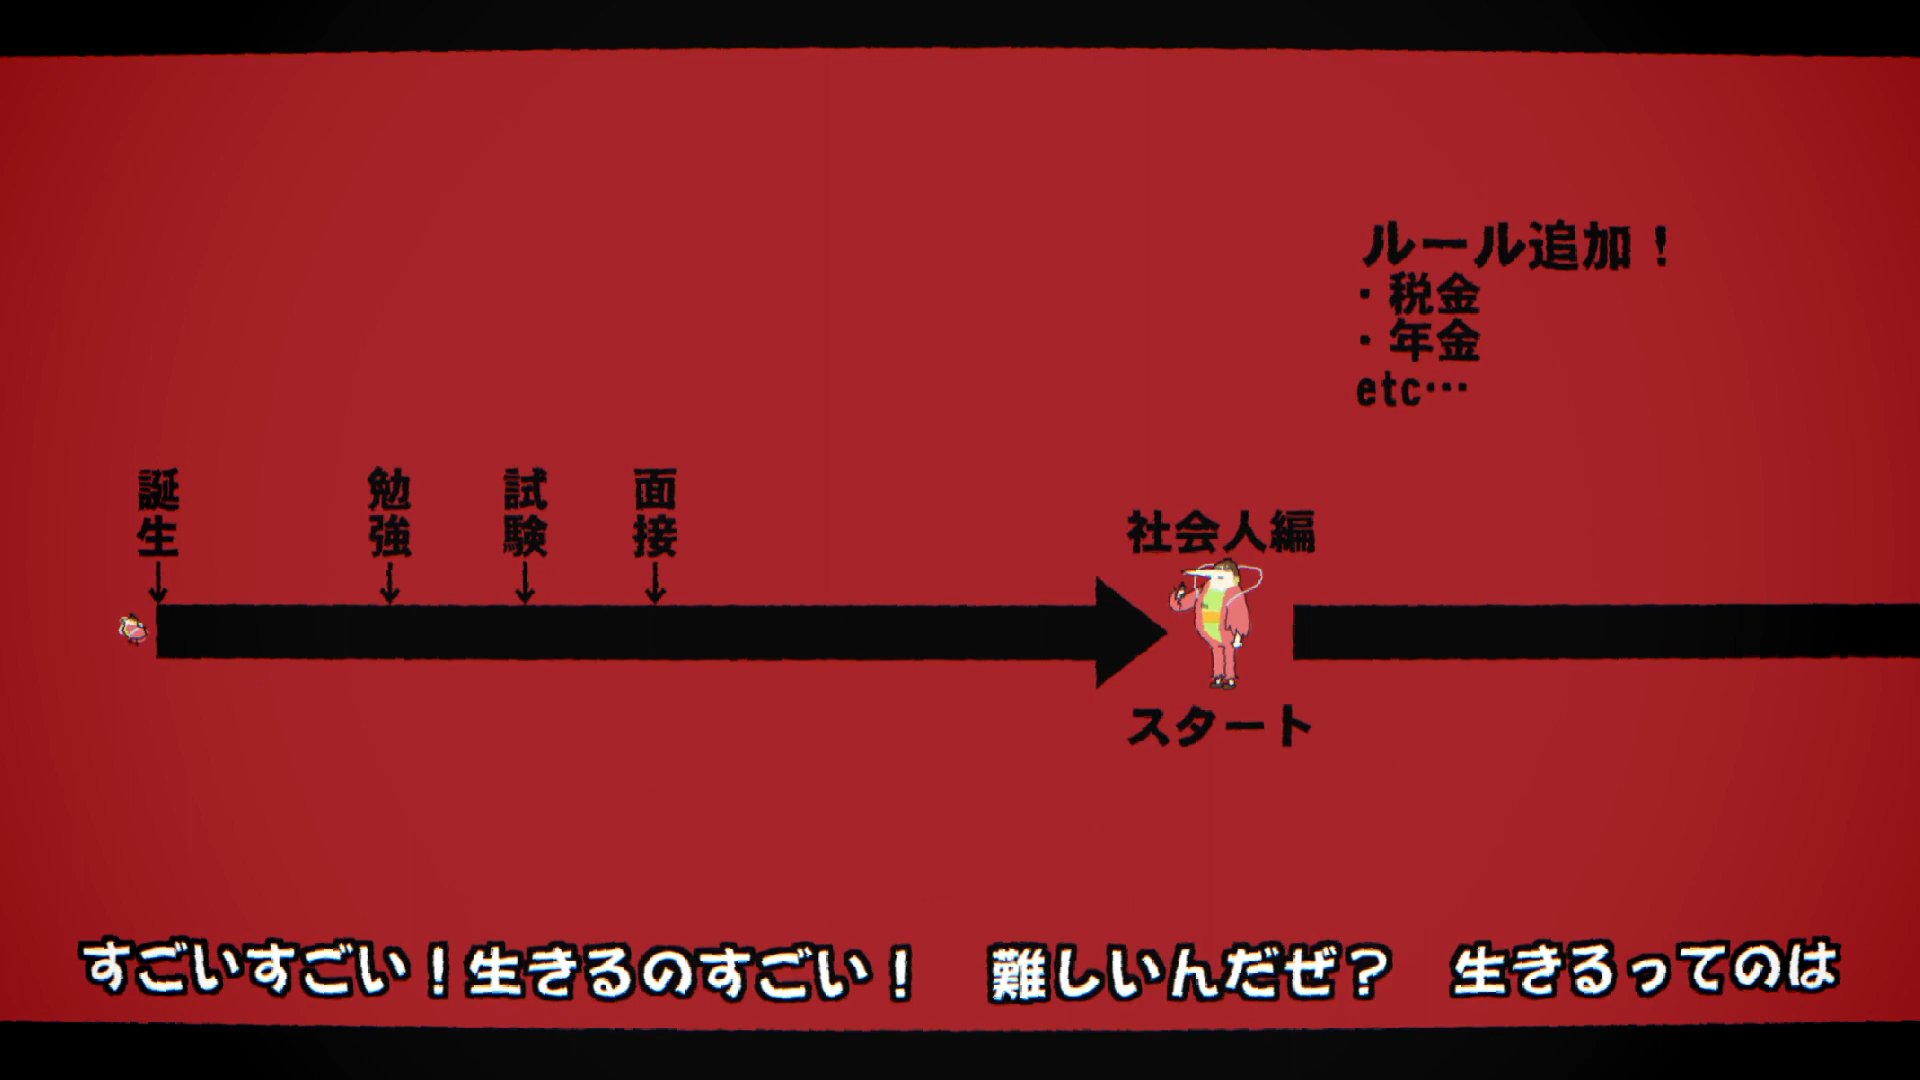 ルール追加！
・税金
・年金
etc…
誕生
勉強
試験
面接
社会人編
スタート
すごいすごい！生きるのすごい！　難しいんだぜ？　生きるってのは